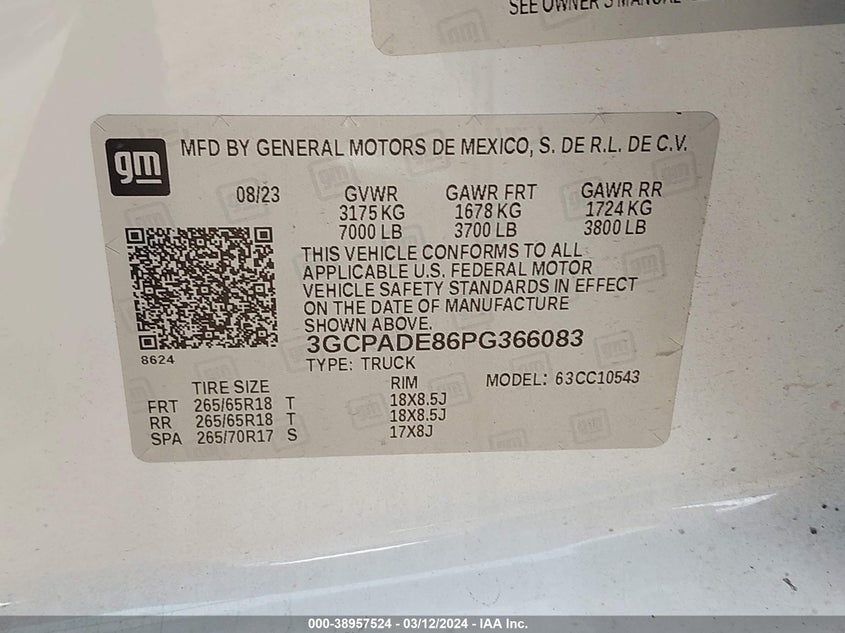 SEE OWNER'S MANUAL
gm
MFD BY GENERAL MOTORS DE MEXICO, S. DE R.L. DE C.V.
08/23 GVWR GAWR FRT GAWR RR
3175 KG 1678 KG 1724 KG
7000 LB 3700 LB 3800 LB
THIS VEHICLE CONFORMS TO ALL
APPLICABLE U.S. FEDERAL MOTOR
VEHICLE SAFETY STANDARDS IN EFFECT
ON THE DATE OF MANUFACTURE
SHOWN ABOVE.
3GCPADE86PG366083
8624
TYPE: TRUCK
TIRE SIZE RIM MODEL: 63CC10543
FRT 265/65R18 T 18X8.5J
RR 265/65R18 T 18X8.5J
SPA 265/70R17 S 17X8J
000-38957524 - 03/12/2024 - IAA Inc.